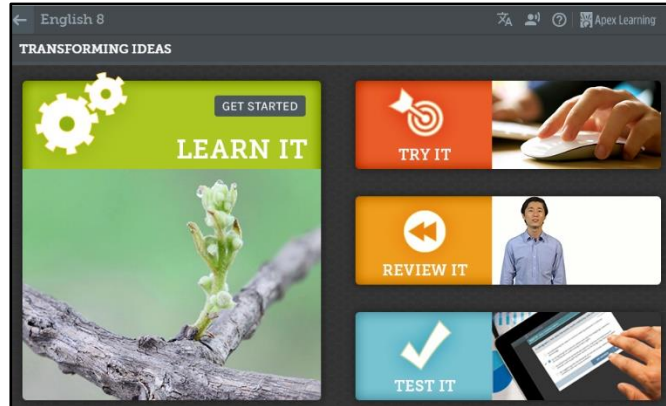 English 8
Apex Learning
TRANSFORMING IDEAS
GET STARTED
LEARN IT
TRY IT
REVIEW IT
TEST IT